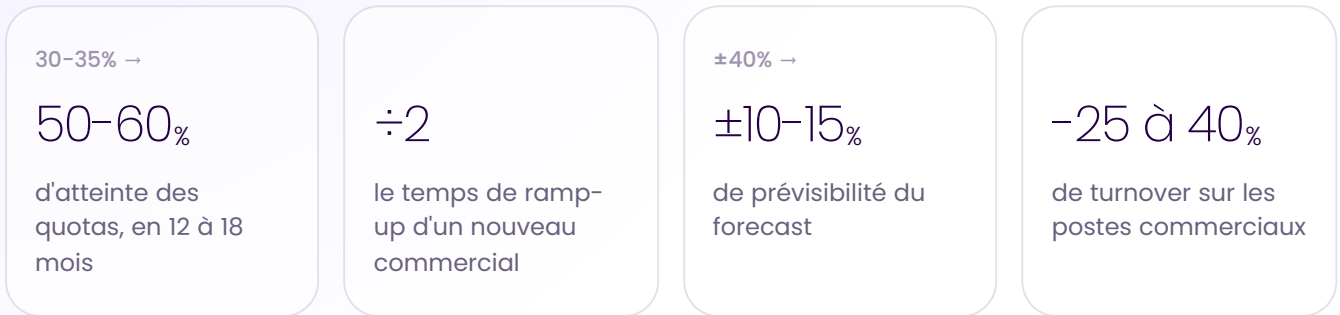 30-35% →
50–60%
d'atteinte des
quotas, en 12 à 18
mois
÷2
le temps de ramp-
up d'un nouveau
commercial
±40% →
±10–15%
de prévisibilité du
forecast
−25 à 40%
de turnover sur les
postes commerciaux